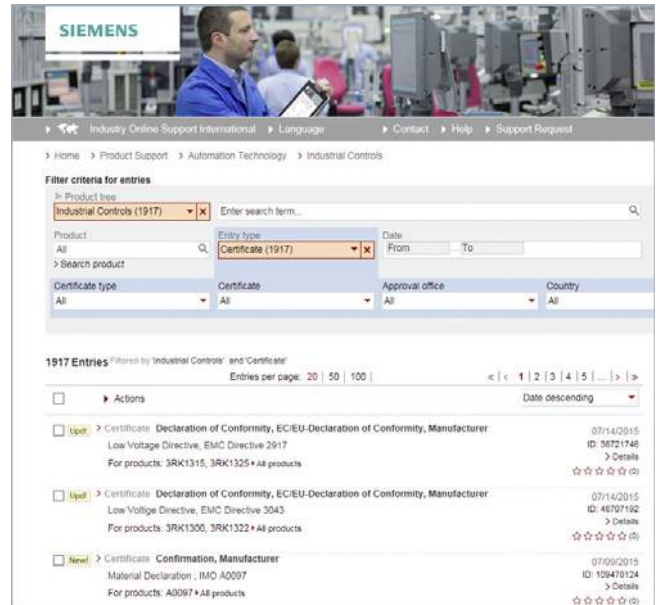 SIEMENS
Industry Online Support International Language Contact Help Support Request
> Home > Product Support > Automation Technology > Industrial Controls
Filter criteria for entries
Product tree
Industrial Controls (1917) x Enter search term...
Product Entry type Date
All Certificate (1917) x From ... To
> Search product
Certificate type Certificate Approval office Country
All All All All
1917 Entries Filtered by 'Industrial Controls' and 'Certificate'
Entries per page: 20 | 50 | 100 | « | < 1 | 2 | 3 | 4 | 5 | ... | > | »
Actions Date descending
Upd! > Certificate Declaration of Conformity, EC/EU-Declaration of Conformity, Manufacturer 07/14/2015
Low Voltage Directive, EMC Directive 2917 ID: 56721746
> Details
For products: 3RK1315, 3RK1325 All products
(0)
Upd! > Certificate Declaration of Conformity, EC/EU-Declaration of Conformity, Manufacturer 07/14/2015
Low Voltige Directive, EMC Directive 3043 ID: 46707192
> Details
For products: 3RK1300, 3RK1322 All products
(0)
New! > Certificate Confirmation, Manufacturer 07/09/2015
Material Declaration ; IMO A0097 ID: 109478124
> Details
For products: A0097 All products
(0)